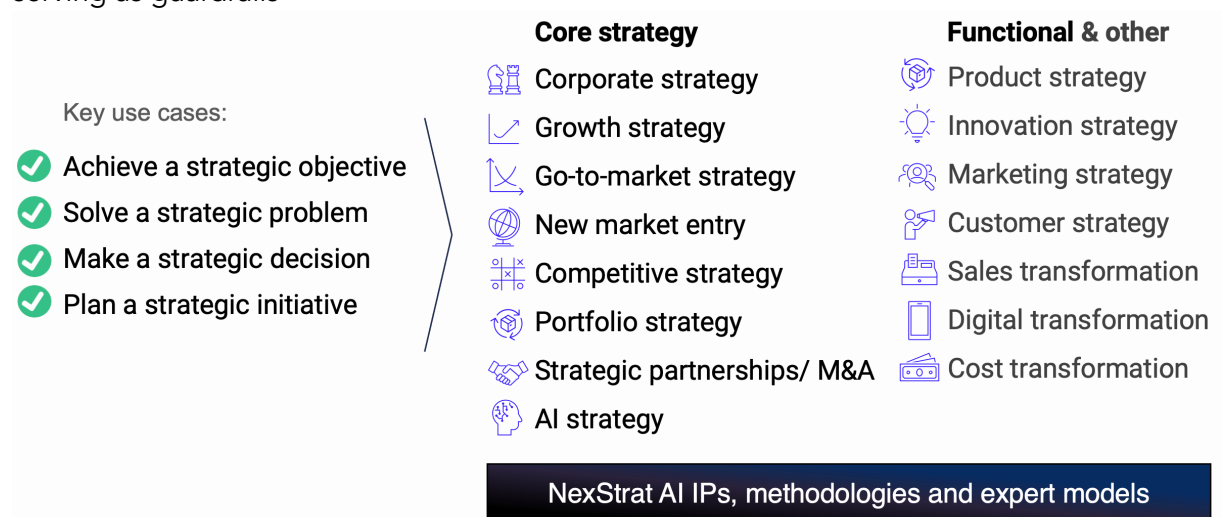 serving as guardrails
Key use cases:
Achieve a strategic objective
Solve a strategic problem
Make a strategic decision
Plan a strategic initiative
Core strategy
Corporate strategy
Growth strategy
Go-to-market strategy
New market entry
Competitive strategy
Portfolio strategy
Strategic partnerships/ M&A
AI strategy
Functional & other
Product strategy
Innovation strategy
Marketing strategy
Customer strategy
Sales transformation
Digital transformation
Cost transformation
NexStrat AI IPs, methodologies and expert models